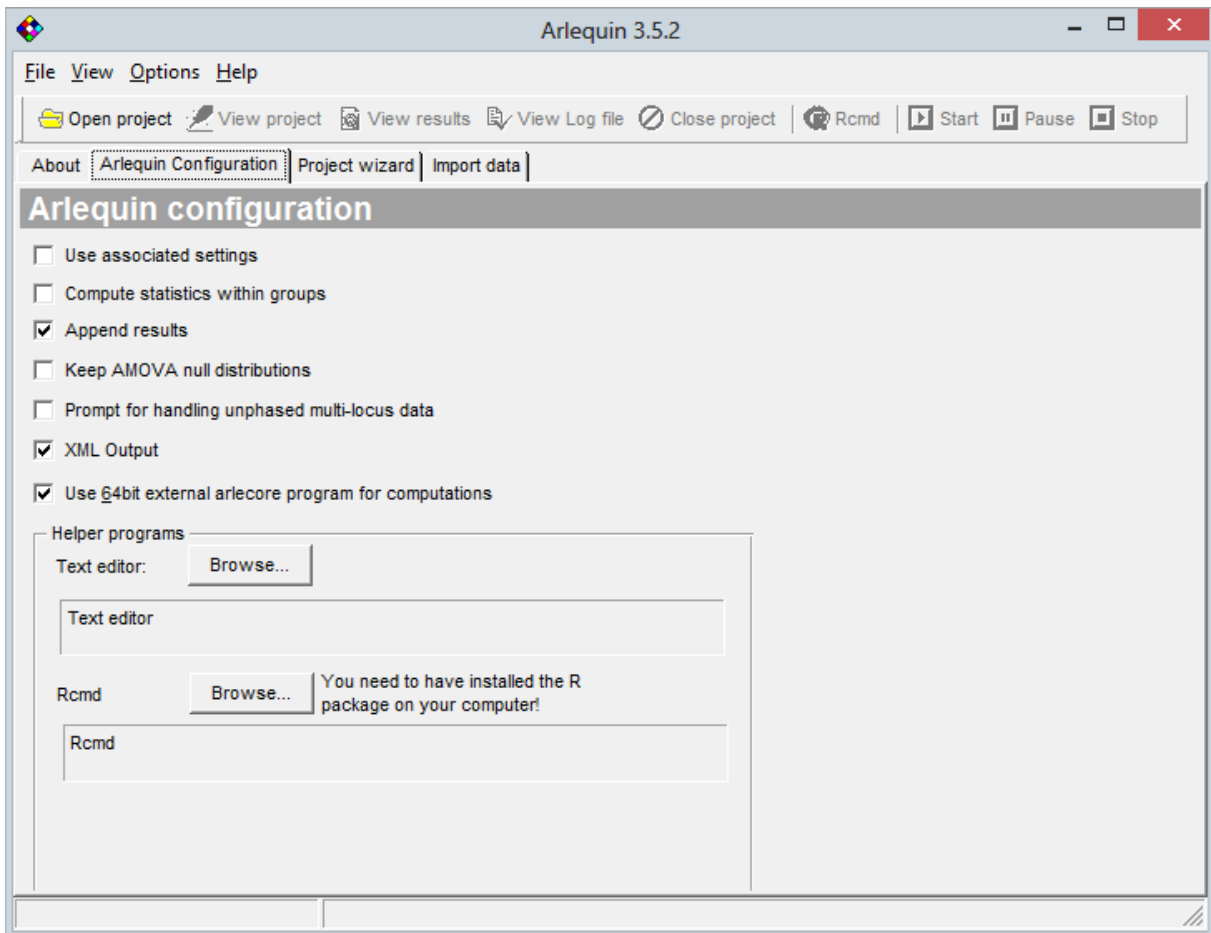 Arlequin 3.5.2
File View Options Help
Open project View project View results View Log file Close project Rcmd Start Pause Stop
About Arlequin Configuration Project wizard Import data
Arlequin configuration
Use associated settings
Compute statistics within groups
Append results
Keep AMOVA null distributions
Prompt for handling unphased multi-locus data
XML Output
Use 64bit external arlecore program for computations
Helper programs
Text editor: Browse...
Text editor
Rcmd Browse... You need to have installed the R
package on your computer!
Rcmd